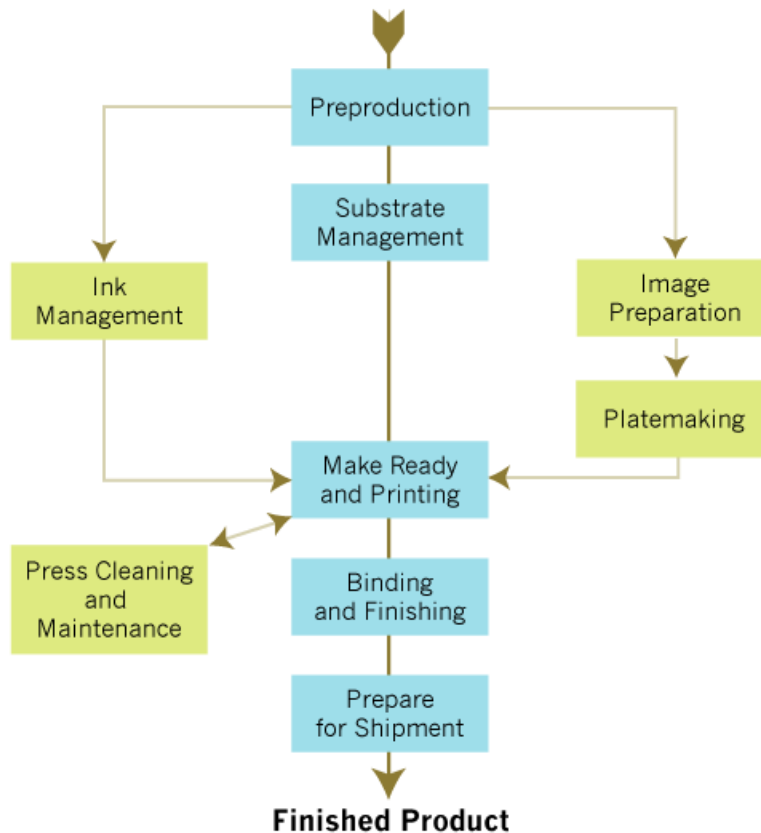 Preproduction
Substrate
Management
Ink
Management
Image
Preparation
Platemaking
Make Ready
and Printing
Press Cleaning
and
Maintenance
Binding
and Finishing
Prepare
for Shipment
Finished Product